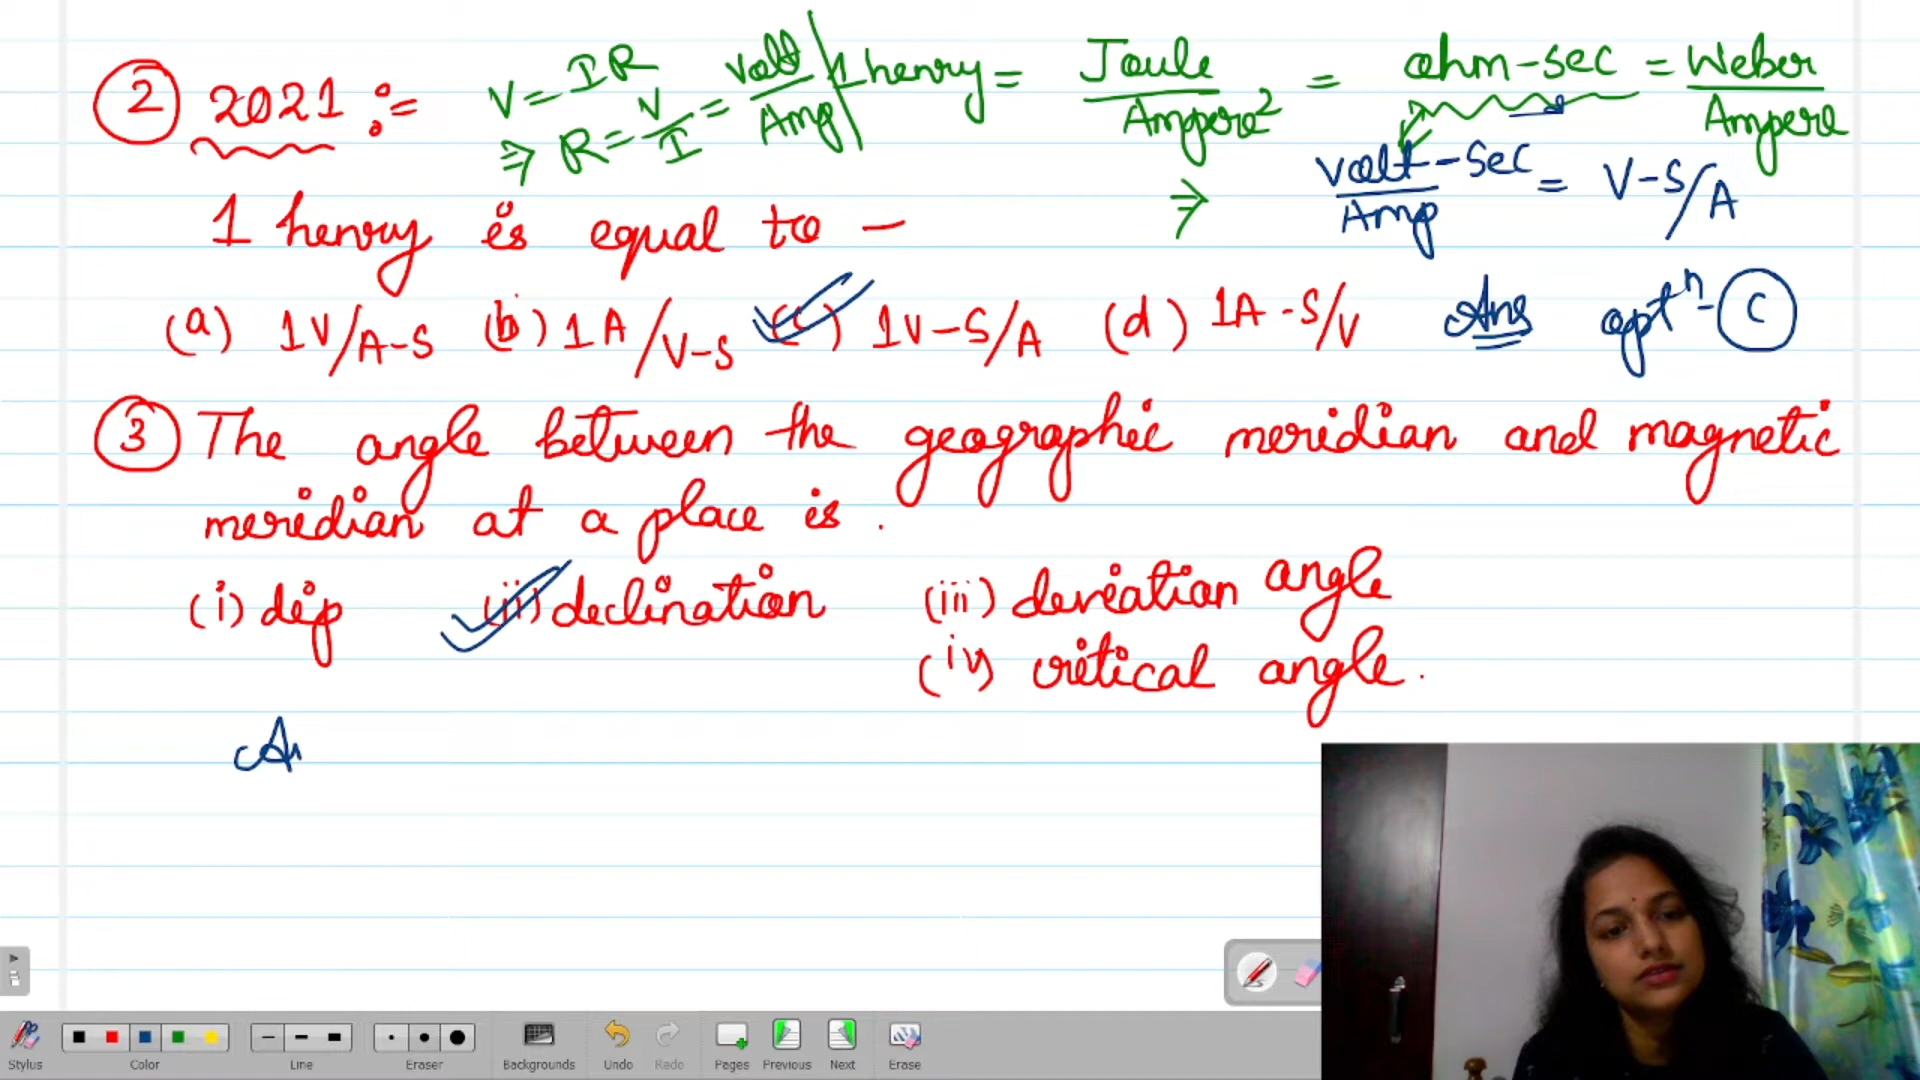 ② 2021 :=
V = IR
⇒ R = V/I = Volt/Amp
1 henry = Joule/Ampere² = ohm-sec = Weber/Ampere
⇒ Volt-sec/Amp = V-S/A
1 henry is equal to –
(a) 1V/A-S (b) 1A/V-S (c) 1V-S/A (d) 1A-S/V Ans optⁿ- Ⓒ
③ The angle between the geographic meridian and magnetic
meridian at a place is .
(i) dip (ii) declination (iii) deviation angle
(iv) critical angle.
An
Stylus Color Line Eraser Backgrounds Undo Redo Pages Previous Next Erase